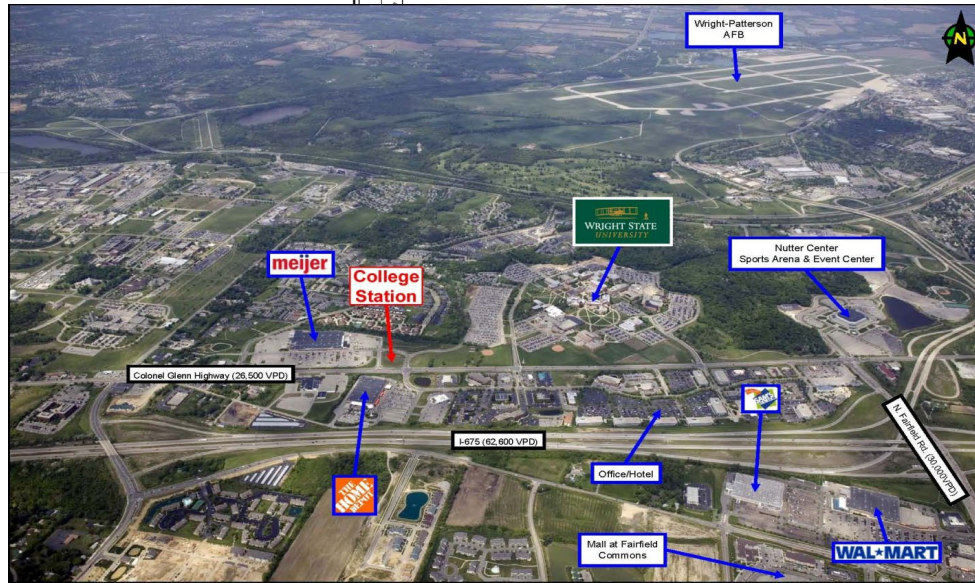 Wright-Patterson
AFB
N
WRIGHT STATE
UNIVERSITY
Nutter Center
Sports Arena & Event Center
meijer
College
Station
Colonel Glenn Highway (26,500 VPD)
SAM'S CLUB
N. Fairfield Rd. (30,000VPD)
I-675 (62,600 VPD)
Office/Hotel
THE
HOME
DEPOT
Mall at Fairfield
Commons
WAL★MART